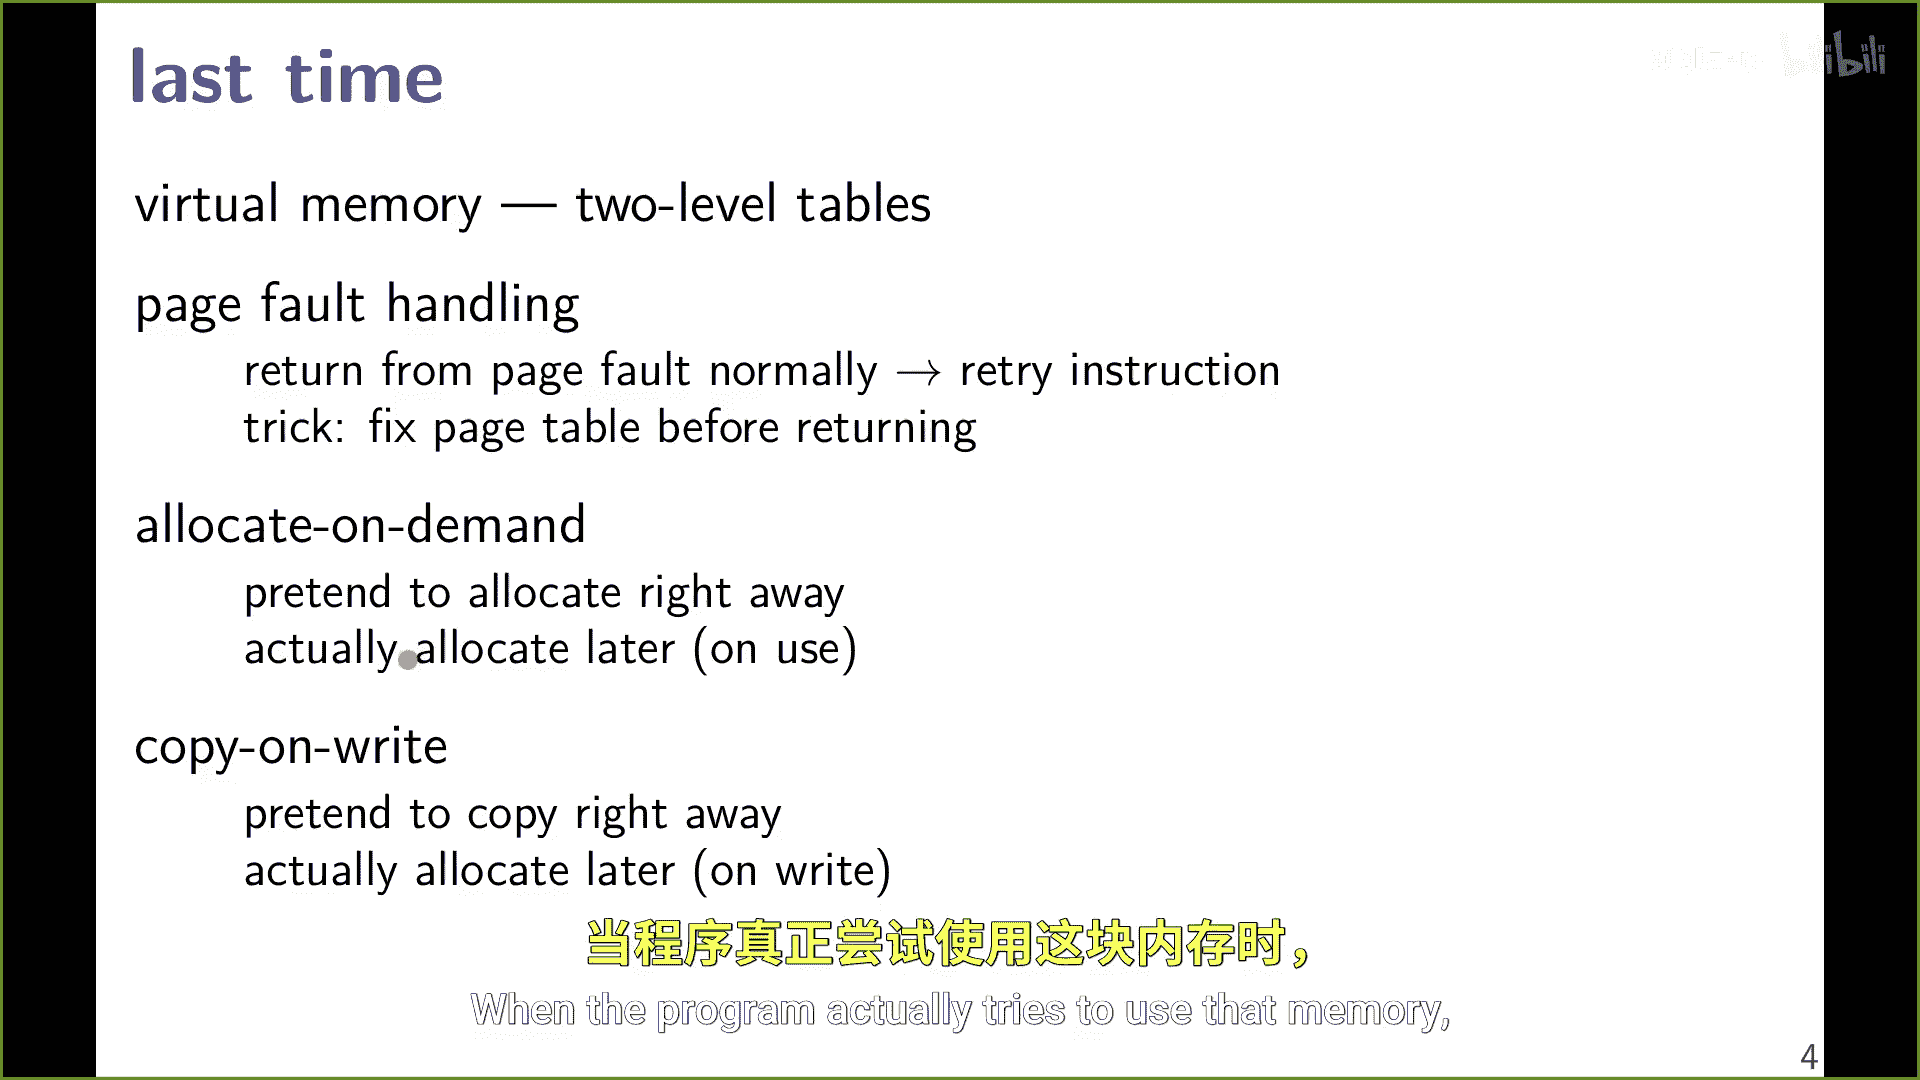 last time
bilibili
virtual memory — two-level tables
page fault handling
return from page fault normally → retry instruction
trick: fix page table before returning
allocate-on-demand
pretend to allocate right away
actually allocate later (on use)
copy-on-write
pretend to copy right away
actually allocate later (on write)
当程序真正尝试使用这块内存时，
When the program actually tries to use that memory,
4